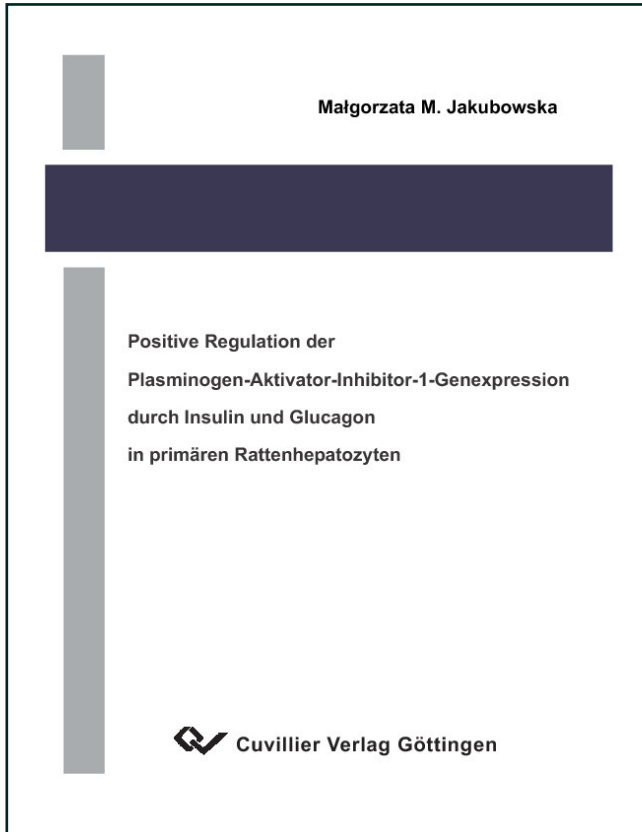 Małgorzata M. Jakubowska
Positive Regulation der
Plasminogen-Aktivator-Inhibitor-1-Genexpression
durch Insulin und Glucagon
in primären Rattenhepatozyten
Cuvillier Verlag Göttingen